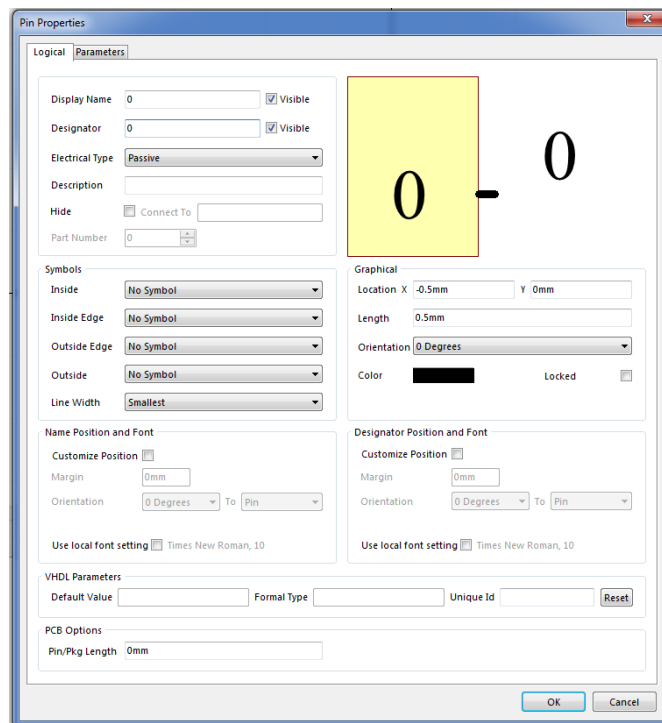 Pin Properties
Logical Parameters
Display Name 0 Visible
Designator 0 Visible
Electrical Type Passive
Description
Hide Connect To
Part Number 0
0 0
Symbols
Inside No Symbol
Inside Edge No Symbol
Outside Edge No Symbol
Outside No Symbol
Line Width Smallest
Graphical
Location X -0.5mm Y 0mm
Length 0.5mm
Orientation 0 Degrees
Color Locked
Name Position and Font
Customize Position
Margin 0mm
Orientation 0 Degrees To Pin
Use local font setting Times New Roman, 10
Designator Position and Font
Customize Position
Margin 0mm
Orientation 0 Degrees To Pin
Use local font setting Times New Roman, 10
VHDL Parameters
Default Value Formal Type Unique Id Reset
PCB Options
Pin/Pkg Length 0mm
OK Cancel